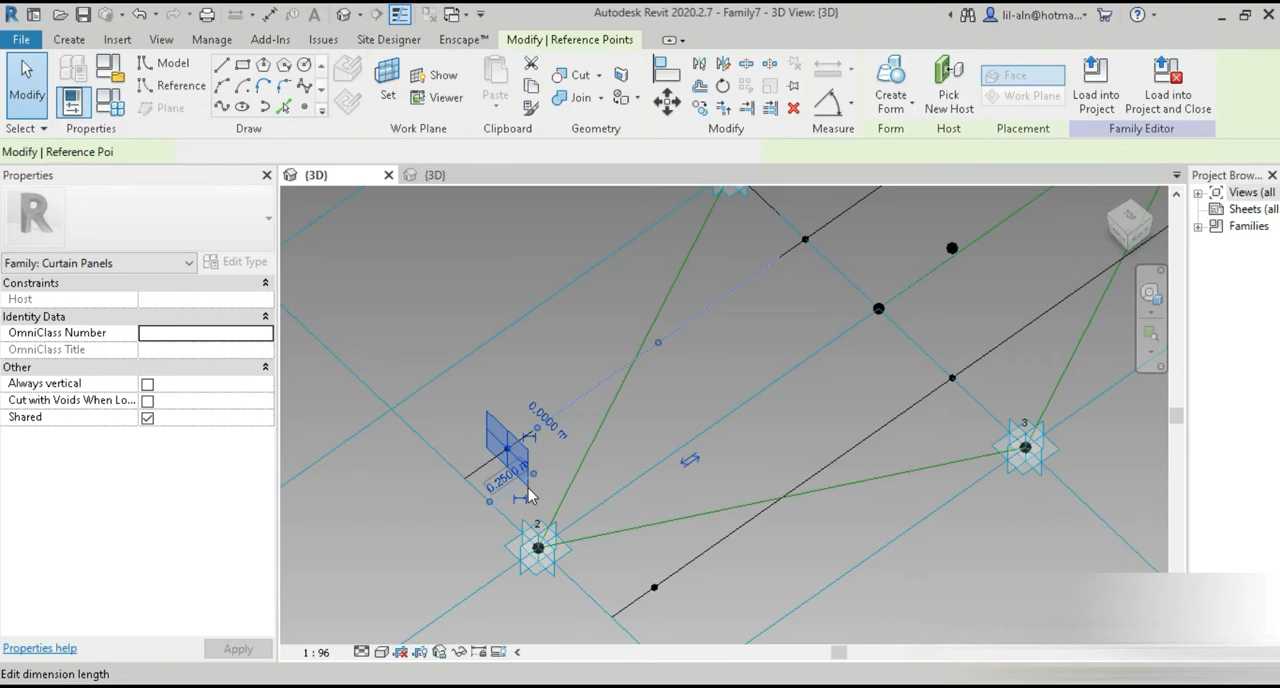 Autodesk Revit 2020.2.7 - Family7 - 3D View: {3D}
lil-aln@hotma...
File
Create
Insert
View
Manage
Add-Ins
Issues
Site Designer
Enscape™
Modify | Reference Points
Modify
Model
Reference
Plane
Set
Show
Viewer
Paste
Cut
Join
Create
Form
Pick
New Host
Face
Work Plane
Load into
Project
Load into
Project and Close
Select
Properties
Draw
Work Plane
Clipboard
Geometry
Modify
Measure
Form
Host
Placement
Family Editor
Modify | Reference Poi
Properties
{3D}
{3D}
Project Brow...
Views (all
Sheets (all
Families
R
Family: Curtain Panels
Edit Type
Constraints
Host
Identity Data
OmniClass Number
OmniClass Title
Other
Always vertical
Cut with Voids When Lo...
Shared
TOP
0.0000 m
0.2500 m
2
3
Properties help
Apply
1 : 96
Edit dimension length